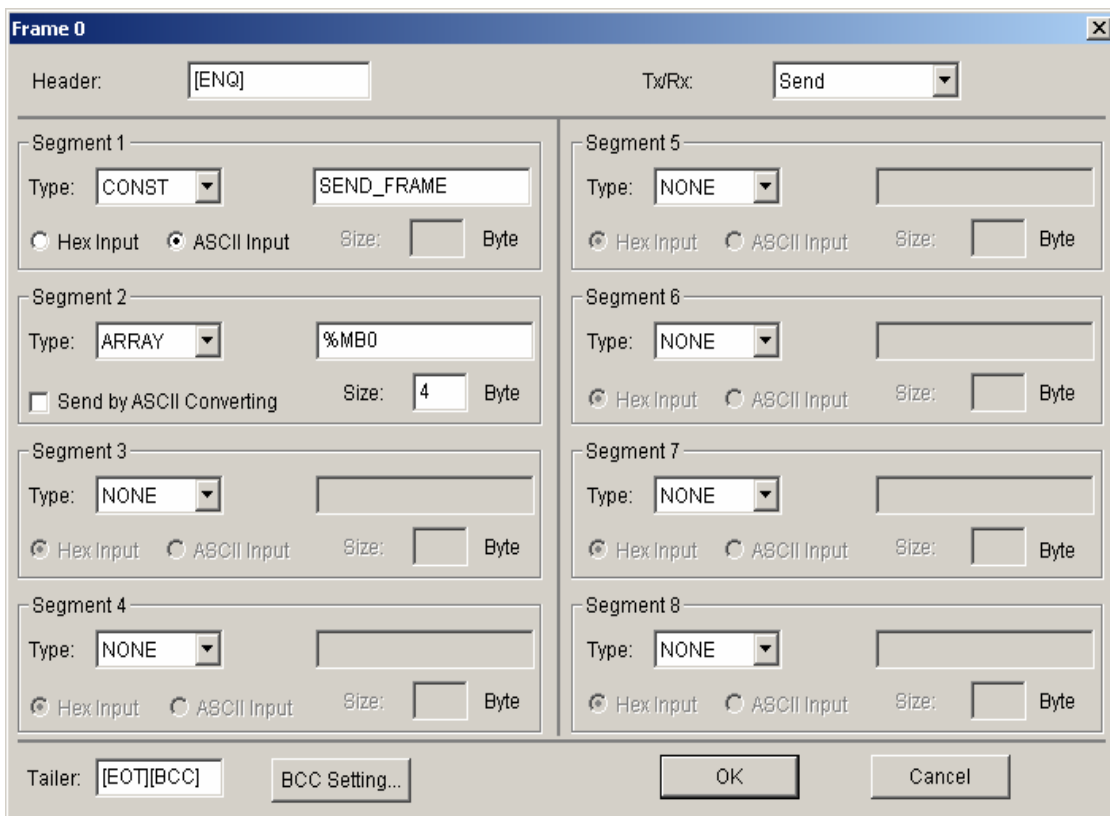 Frame 0
Header: [ENQ] Tx/Rx: Send
Segment 1
Type: CONST SEND_FRAME
Hex Input ASCII Input Size: Byte
Segment 2
Type: ARRAY %MB0
Send by ASCII Converting Size: 4 Byte
Segment 3
Type: NONE
Hex Input ASCII Input Size: Byte
Segment 4
Type: NONE
Hex Input ASCII Input Size: Byte
Segment 5
Type: NONE
Hex Input ASCII Input Size: Byte
Segment 6
Type: NONE
Hex Input ASCII Input Size: Byte
Segment 7
Type: NONE
Hex Input ASCII Input Size: Byte
Segment 8
Type: NONE
Hex Input ASCII Input Size: Byte
Tailer: [EOT][BCC] BCC Setting... OK Cancel